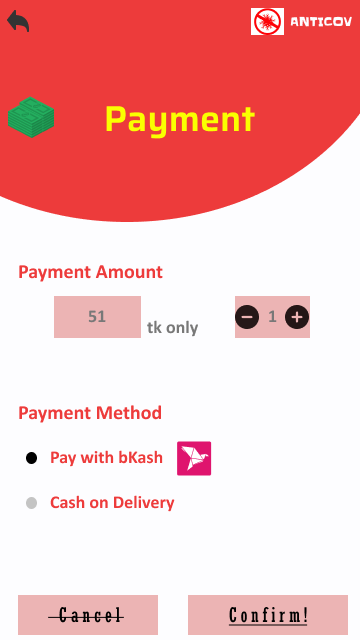 ANTICOV
Payment
Payment Amount
51 tk only 1
Payment Method
Pay with bKash
Cash on Delivery
Cancel Confirm!